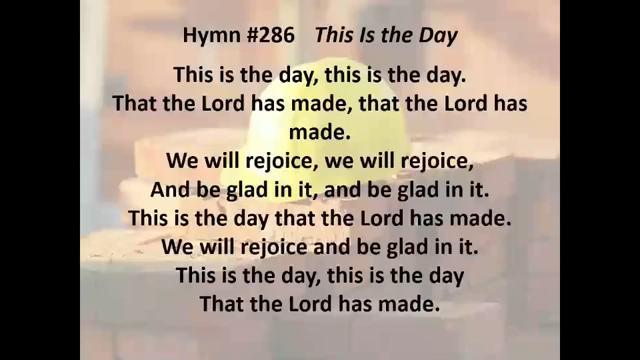 Hymn #286 This Is the Day
This is the day, this is the day.
That the Lord has made, that the Lord has
made.
We will rejoice, we will rejoice,
And be glad in it, and be glad in it.
This is the day that the Lord has made.
We will rejoice and be glad in it.
This is the day, this is the day
That the Lord has made.